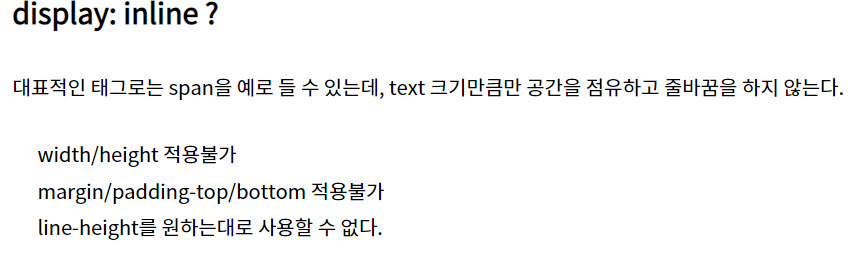 display: inline ?
대표적인 태그로는 span을 예로 들 수 있는데, text 크기만큼만 공간을 점유하고 줄바꿈을 하지 않는다.
width/height 적용불가
margin/padding-top/bottom 적용불가
line-height를 원하는대로 사용할 수 없다.